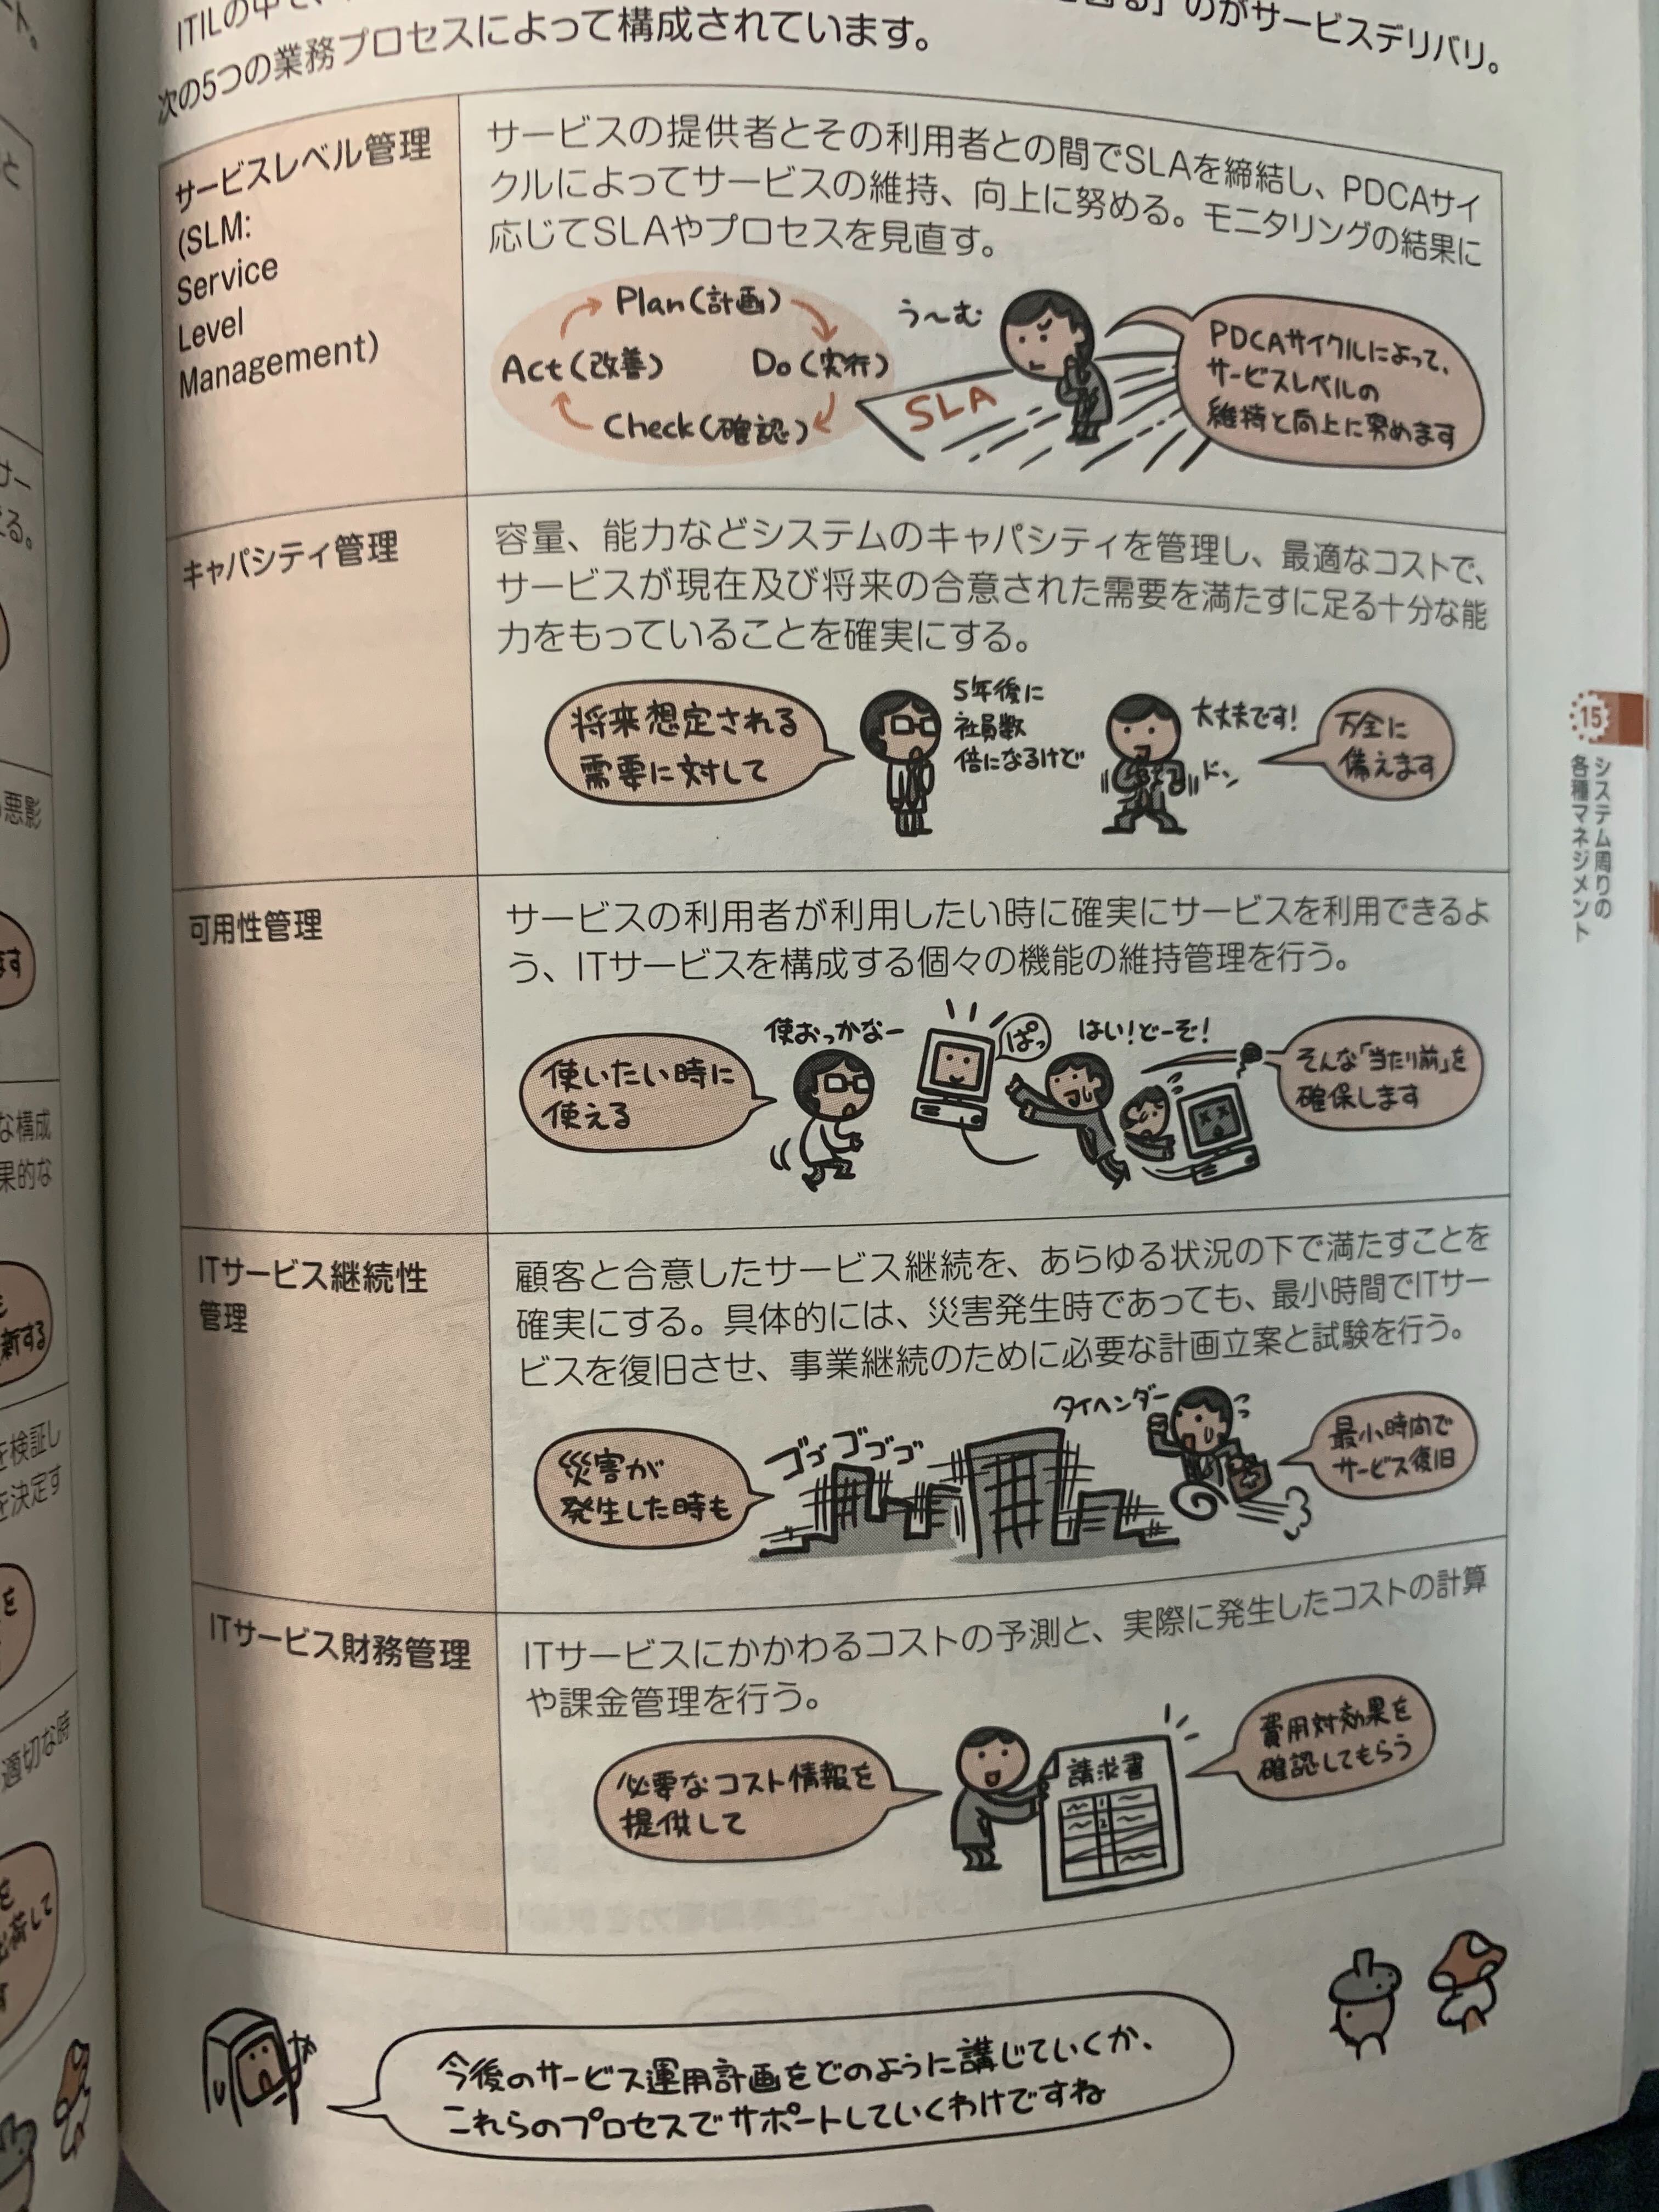 ITILの中で、
のがサービスデリバリ。
次の5つの業務プロセスによって構成されています。
サービスレベル管理
(SLM:
Service
Level
Management)
サービスの提供者とその利用者との間でSLAを締結し、PDCAサイ
クルによってサービスの維持、向上に努める。モニタリングの結果に
応じてSLAやプロセスを見直す。
Plan(計画)
Act(改善)
Do(実行)
Check(確認)
う〜む
SLA
PDCAサイクルによって、
サービスレベルの
維持と向上に努めます
キャパシティ管理
容量、能力などシステムのキャパシティを管理し、最適なコストで、
サービスが現在及び将来の合意された需要を満たすに足る十分な能
力をもっていることを確実にする。
将来想定される
需要に対して
5年後に
社員数
倍になるけど
大丈夫です!
ドン
万全に
備えます
15
システム周りの
各種マネジメント
可用性管理
サービスの利用者が利用したい時に確実にサービスを利用できるよ
う、ITサービスを構成する個々の機能の維持管理を行う。
使いたい時に
使える
使おっかなー
ぱっ
はい!どーぞ!
そんな「当たり前」を
確保します
ITサービス継続性
管理
顧客と合意したサービス継続を、あらゆる状況の下で満たすことを
確実にする。具体的には、災害発生時であっても、最小時間でITサー
ビスを復旧させ、事業継続のために必要な計画立案と試験を行う。
災害が
発生した時も
ゴゴゴゴゴ
タイヘンダー
最小時間で
サービス復旧
ITサービス財務管理
ITサービスにかかわるコストの予測と、実際に発生したコストの計算
や課金管理を行う。
必要なコスト情報を
提供して
請求書
費用対効果を
確認してもらう
今後のサービス運用計画をどのように講じていくか、
これらのプロセスでサポートしていくわけですね
と
サー
る。
悪影
ます
な構成
果的な
新する
を検証し
を決定す
を
適切な時
を
荷して